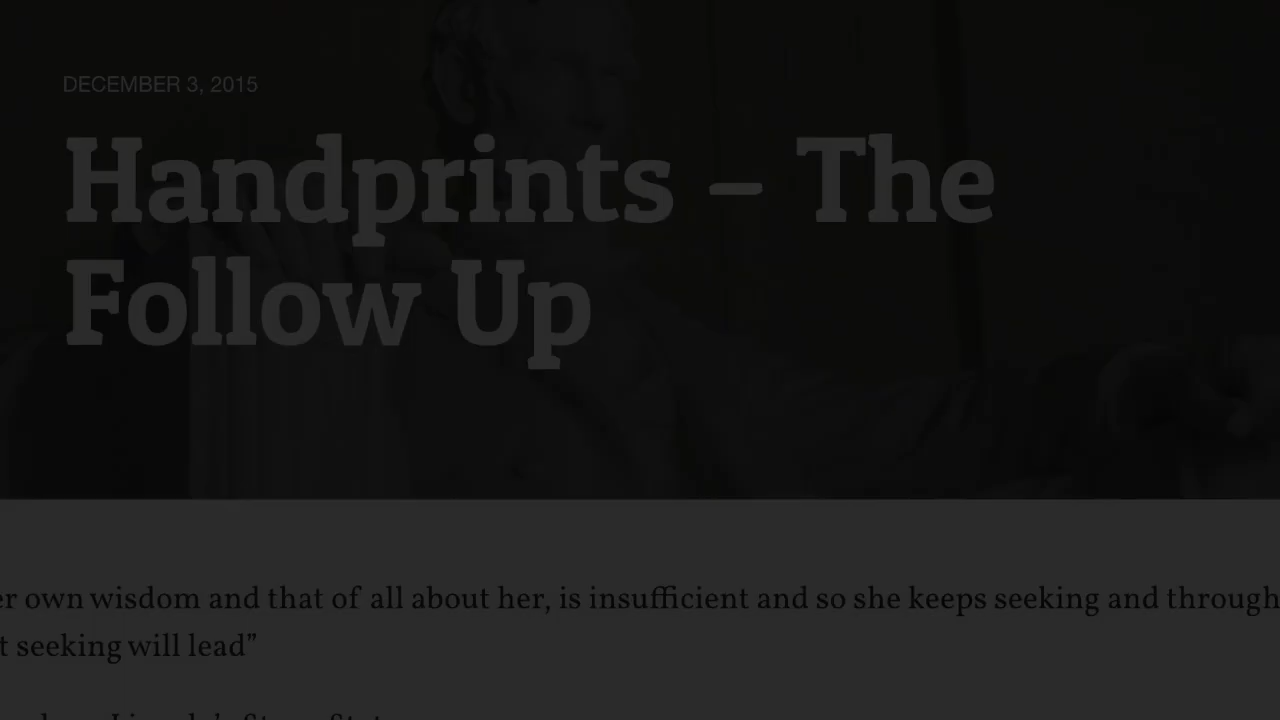 DECEMBER 3, 2015
Handprints – The
Follow Up
own wisdom and that of all about her, is insufficient and so she keeps seeking and through
seeking will lead”